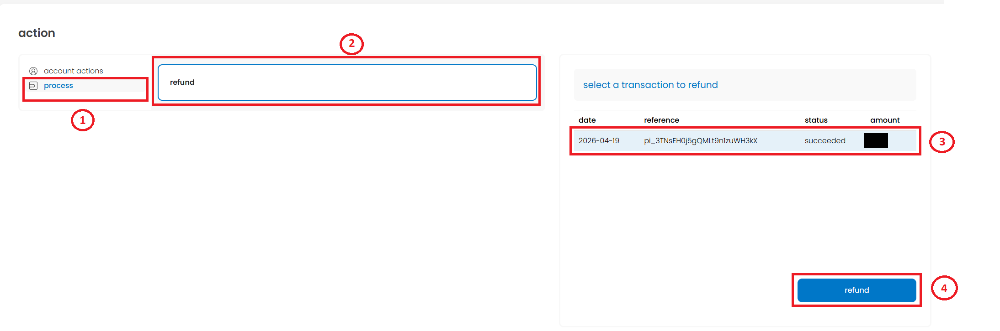 action
2
account actions
process
1
refund
select a transaction to refund
date reference status amount
2026-04-19 pi_3TNsEH0j5gQMLt9n1zuWH3kX succeeded
3
refund
4